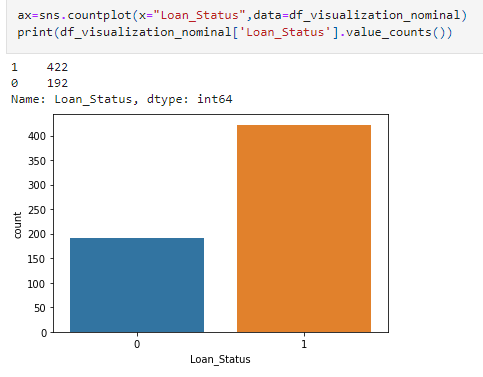 ax=sns.countplot(x="Loan_Status",data=df_visualization_nominal)
print(df_visualization_nominal['Loan_Status'].value_counts())
1    422
0    192
Name: Loan_Status, dtype: int64
400
350
300
250
200
150
100
50
0
count
0 1
Loan_Status